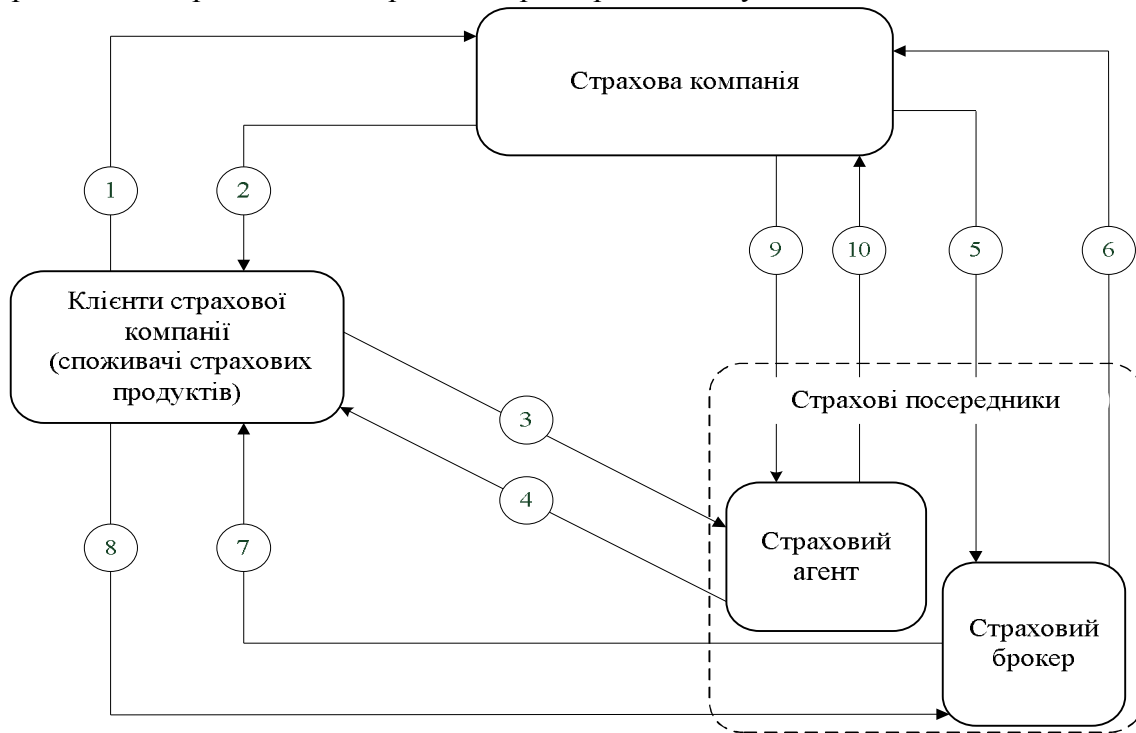 Страхова компанія
1
2
9
10
5
6
Клієнти страхової
компанії
(споживачі страхових
продуктів)
Страхові посередники
3
4
Страховий
агент
8
7
Страховий
брокер